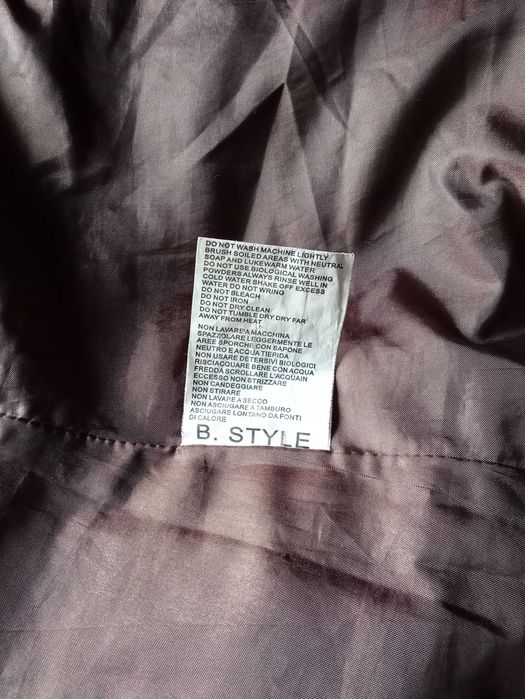 DO NOT WASH MACHINE LIGHTLY
BRUSH SOILED AREAS WITH NEUTRAL
SOAP AND LUKEWARM WATER
DO NOT USE BIOLOGICAL WASHING
POWDERS ALWAYS RINSE WELL IN
COLD WATER SHAKE OFF EXCESS
WATER DO NOT WRING
DO NOT BLEACH
DO NOT IRON
DO NOT DRY CLEAN
DO NOT TUMBLE DRY DRY FAR
AWAY FROM HEAT
NON LAVARE A MACCHINA
SPAZZOLARE LEGGERMENTE LE
AREE SPORCHE CON SAPONE
NEUTRO E ACQUA TIEPIDA
NON USARE DETERSIVI BIOLOGICI
RISCIACQUARE BENE CON ACQUA
FREDDA SCROLLARE L'ACQUAIN
ECCESSO NON STRIZZARE
NON CANDEGGIARE
NON STIRARE
NON LAVARE A SECCO
NON ASCIUGARE A TAMBURO
ASCIUGARE LONTANO DA FONTI
DI CALORE
B. STYLE